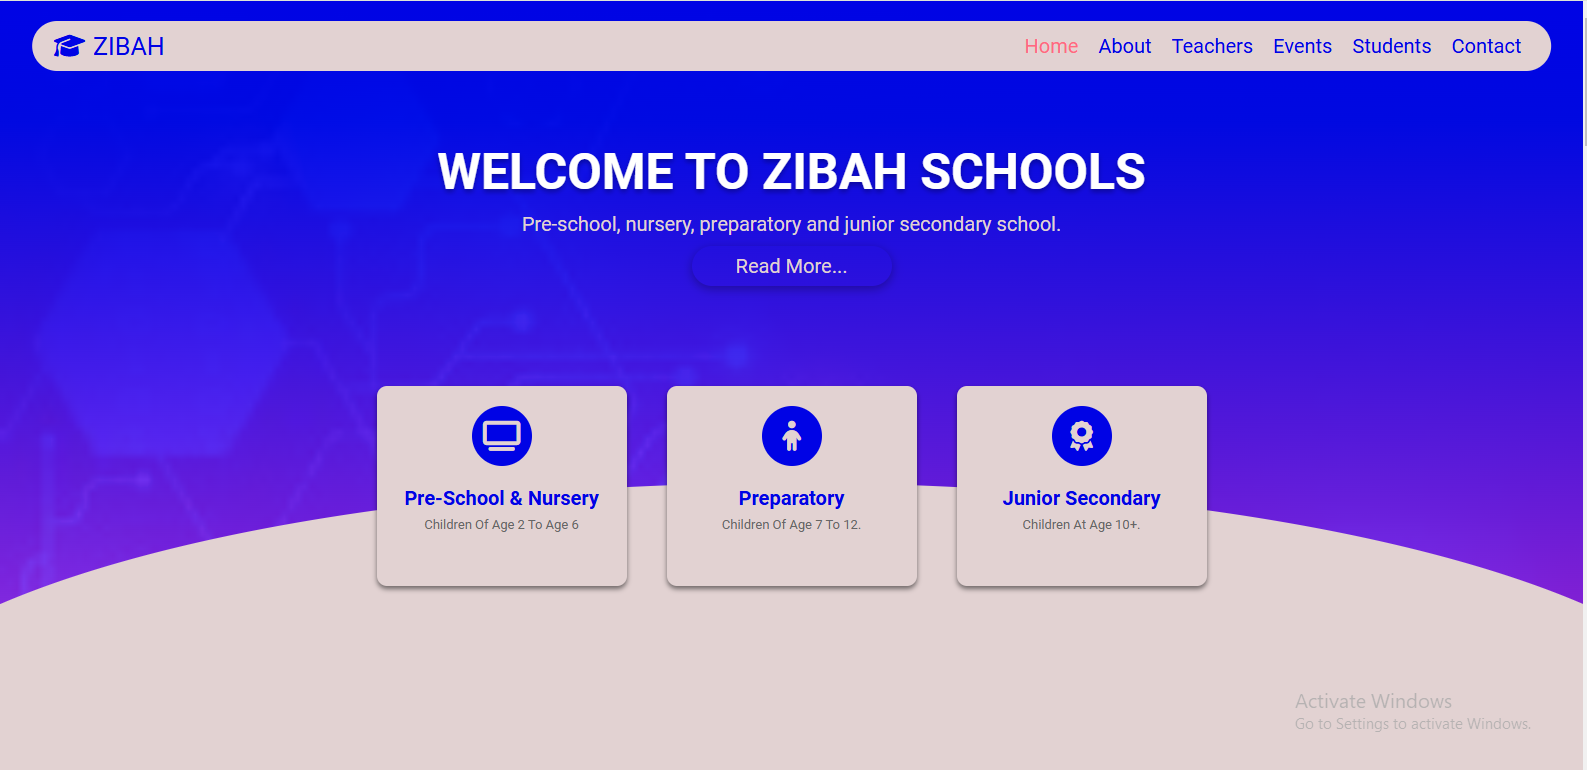 ZIBAH
Home About Teachers Events Students Contact
WELCOME TO ZIBAH SCHOOLS
Pre-school, nursery, preparatory and junior secondary school.
Read More...
Pre-School & Nursery
Children Of Age 2 To Age 6
Preparatory
Children Of Age 7 To 12.
Junior Secondary
Children At Age 10+.
Activate Windows
Go to Settings to activate Windows.